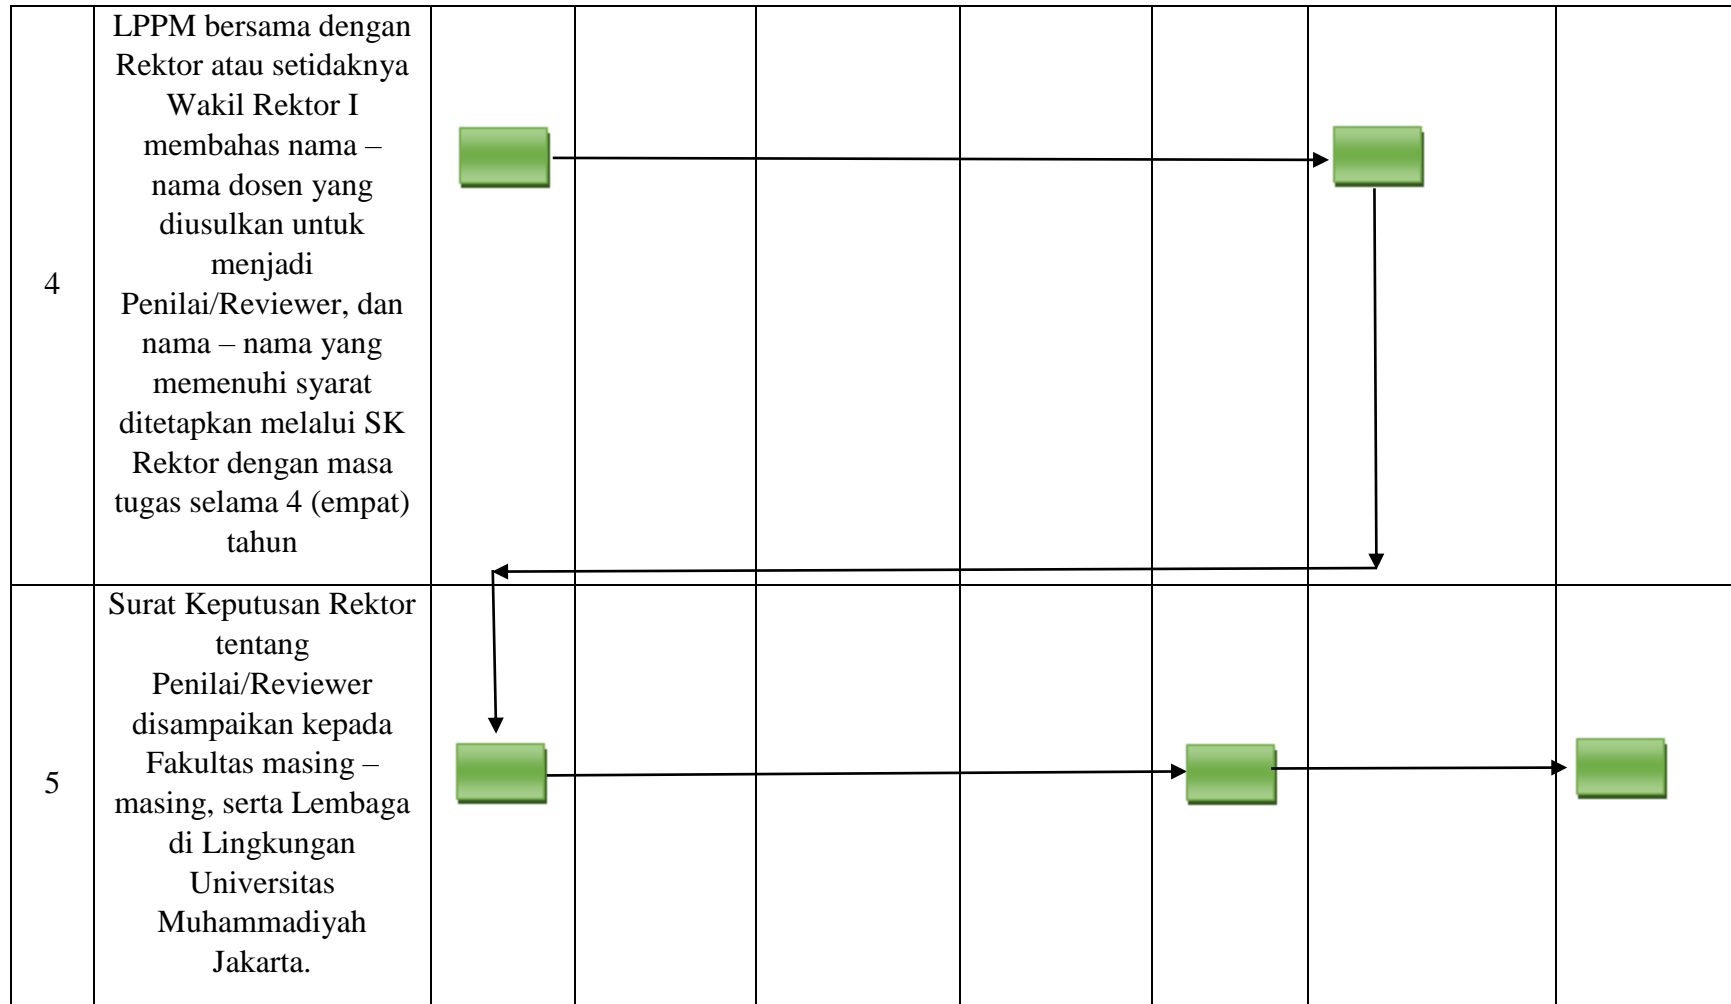 4
LPPM bersama dengan
Rektor atau setidaknya
Wakil Rektor I
membahas nama –
nama dosen yang
diusulkan untuk
menjadi
Penilai/Reviewer, dan
nama – nama yang
memenuhi syarat
ditetapkan melalui SK
Rektor dengan masa
tugas selama 4 (empat)
tahun
5
Surat Keputusan Rektor
tentang
Penilai/Reviewer
disampaikan kepada
Fakultas masing –
masing, serta Lembaga
di Lingkungan
Universitas
Muhammadiyah
Jakarta.